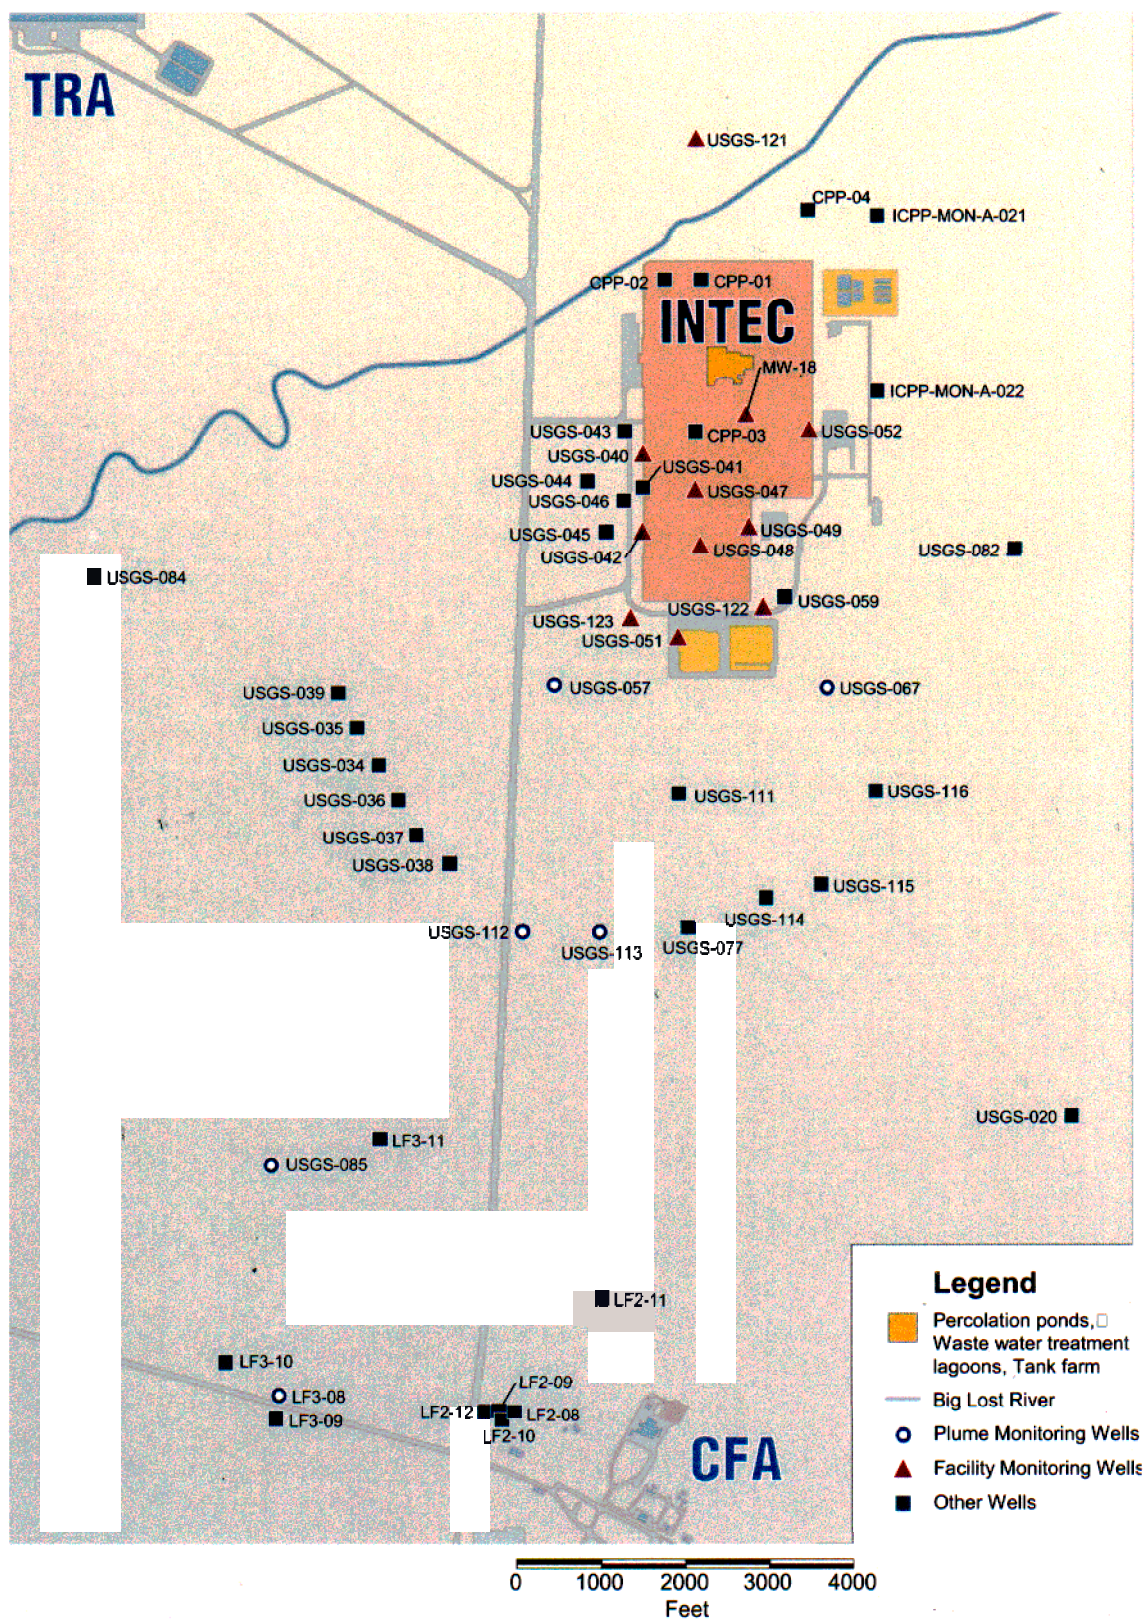 TRA
USGS-121
CPP-04
ICPP-MON-A-021
CPP-02
CPP-01
INTEC
MW-18
ICPP-MON-A-022
USGS-043
CPP-03
USGS-052
USGS-040
USGS-041
USGS-044
USGS-047
USGS-046
USGS-045
USGS-049
USGS-042
USGS-048
USGS-082
USGS-084
USGS-059
USGS-122
USGS-123
USGS-051
USGS-057
USGS-067
USGS-039
USGS-035
USGS-034
USGS-036
USGS-111
USGS-116
USGS-037
USGS-038
USGS-115
USGS-114
USGS-112
USGS-113
USGS-077
USGS-020
LF3-11
USGS-085
LF2-11
LF3-10
LF3-08
LF3-09
LF2-09
LF2-12
LF2-08
LF2-10
CFA
Legend
Percolation ponds,
Waste water treatment
lagoons, Tank farm
Big Lost River
Plume Monitoring Wells
Facility Monitoring Wells
Other Wells
0 1000 2000 3000 4000
Feet